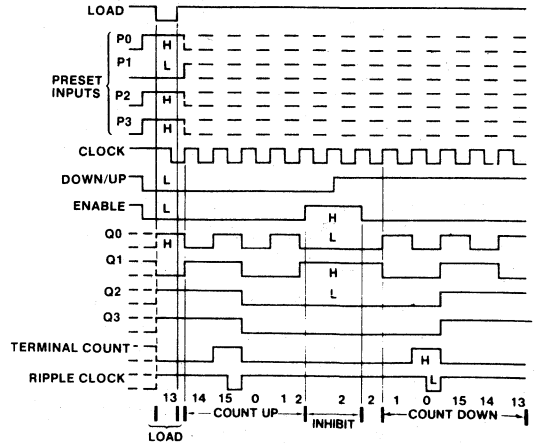 LOAD
P0 H
P1 L
PRESET INPUTS
P2 H
P3 H
CLOCK
DOWN/UP L
ENABLE L H
Q0 H L
Q1 H
Q2 L
Q3
TERMINAL COUNT H
RIPPLE CLOCK L
13 14 15 0 1 2 2 2 1 0 15 14 13
COUNT UP INHIBIT COUNT DOWN
LOAD